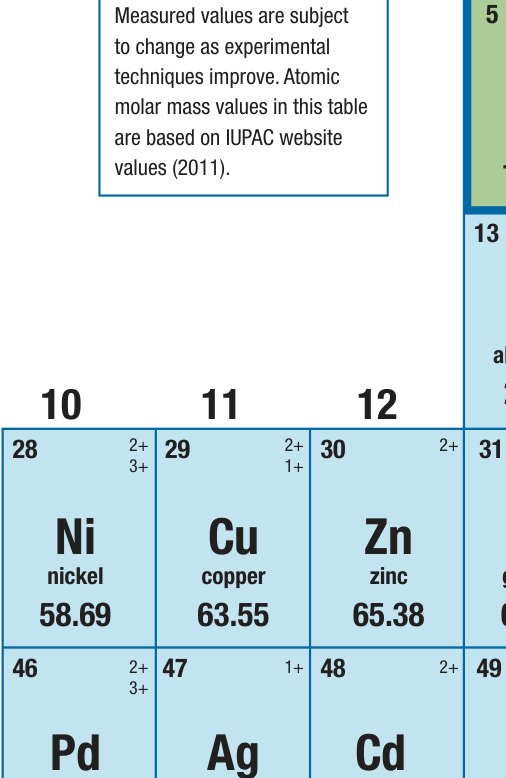 Measured values are subject
to change as experimental
techniques improve. Atomic
molar mass values in this table
are based on IUPAC website
values (2011).
5
13
10 11 12
28 2+ 29 2+ 30 2+ 31
3+ 1+
Ni Cu Zn
nickel copper zinc
58.69 63.55 65.38
46 2+ 47 1+ 48 2+ 49
3+
Pd Ag Cd